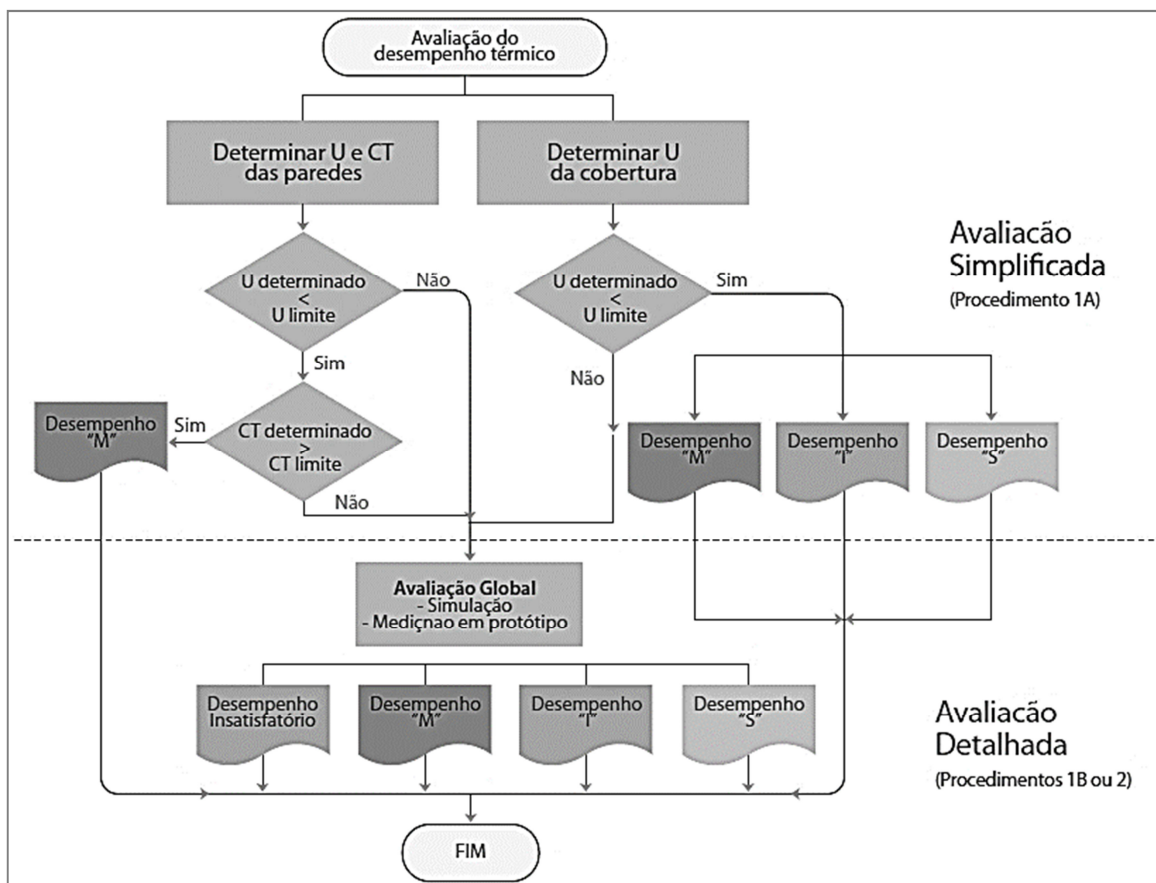 Avaliação do
desempenho térmico
Determinar U e CT
das paredes
Determinar U
da cobertura
U determinado
<
U limite
Não
Sim
U determinado
<
U limite
Sim
Não
Avaliacão
Simplificada
(Procedimento 1A)
CT determinado
>
CT limite
Sim
Não
Desempenho
"M"
Desempenho
"M"
Desempenho
"I"
Desempenho
"S"
Avaliação Global
- Simulação
- Mediçnao em protótipo
Desempenho
Insatisfatório
Desempenho
"M"
Desempenho
"I"
Desempenho
"S"
Avaliacão
Detalhada
(Procedimentos 1B ou 2)
FIM